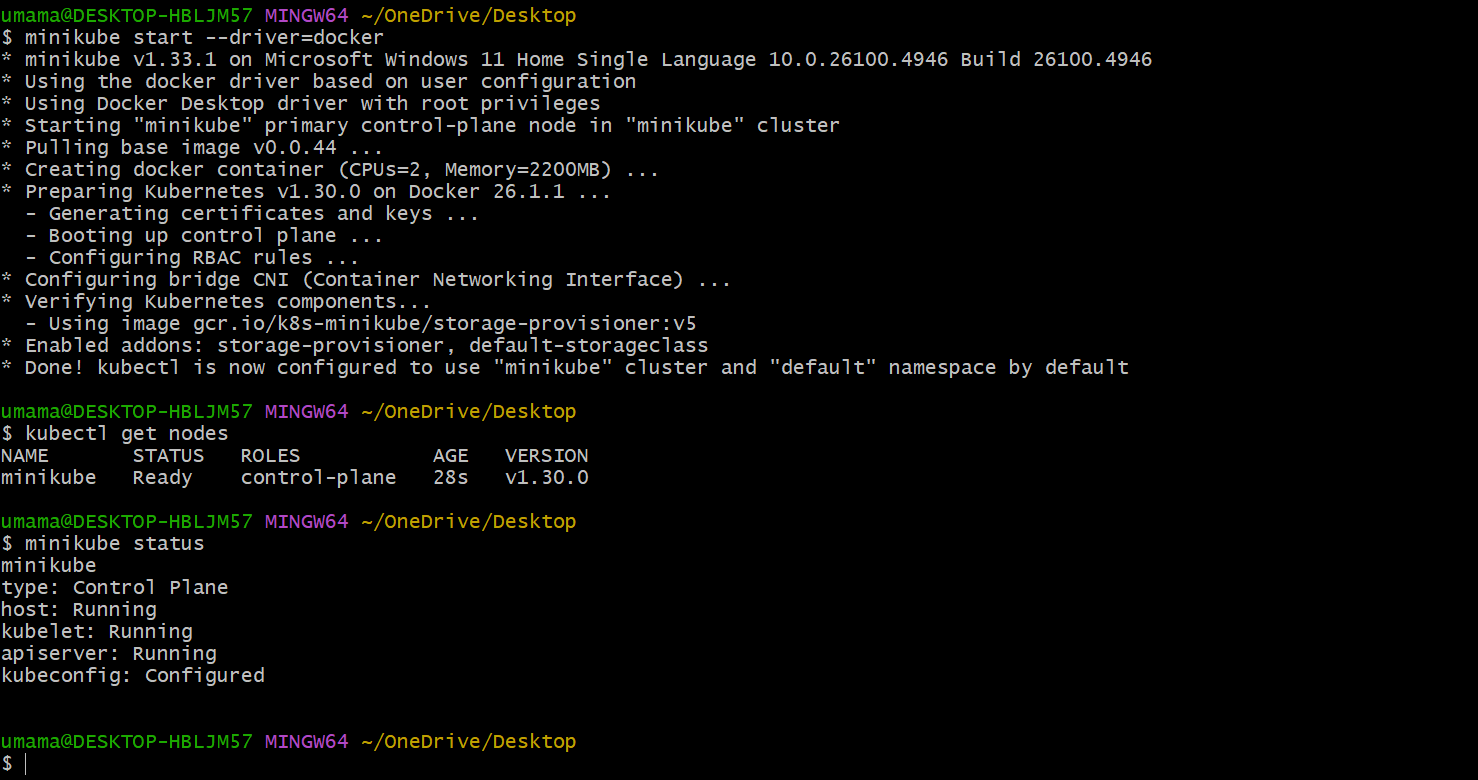 umama@DESKTOP-HBLJM57 MINGW64 ~/OneDrive/Desktop
$ minikube start --driver=docker
* minikube v1.33.1 on Microsoft Windows 11 Home Single Language 10.0.26100.4946 Build 26100.4946
* Using the docker driver based on user configuration
* Using Docker Desktop driver with root privileges
* Starting "minikube" primary control-plane node in "minikube" cluster
* Pulling base image v0.0.44 ...
* Creating docker container (CPUs=2, Memory=2200MB) ...
* Preparing Kubernetes v1.30.0 on Docker 26.1.1 ...
  - Generating certificates and keys ...
  - Booting up control plane ...
  - Configuring RBAC rules ...
* Configuring bridge CNI (Container Networking Interface) ...
* Verifying Kubernetes components...
  - Using image gcr.io/k8s-minikube/storage-provisioner:v5
* Enabled addons: storage-provisioner, default-storageclass
* Done! kubectl is now configured to use "minikube" cluster and "default" namespace by default
umama@DESKTOP-HBLJM57 MINGW64 ~/OneDrive/Desktop
$ kubectl get nodes
NAME       STATUS   ROLES           AGE   VERSION
minikube   Ready    control-plane   28s   v1.30.0
umama@DESKTOP-HBLJM57 MINGW64 ~/OneDrive/Desktop
$ minikube status
minikube
type: Control Plane
host: Running
kubelet: Running
apiserver: Running
kubeconfig: Configured
umama@DESKTOP-HBLJM57 MINGW64 ~/OneDrive/Desktop
$